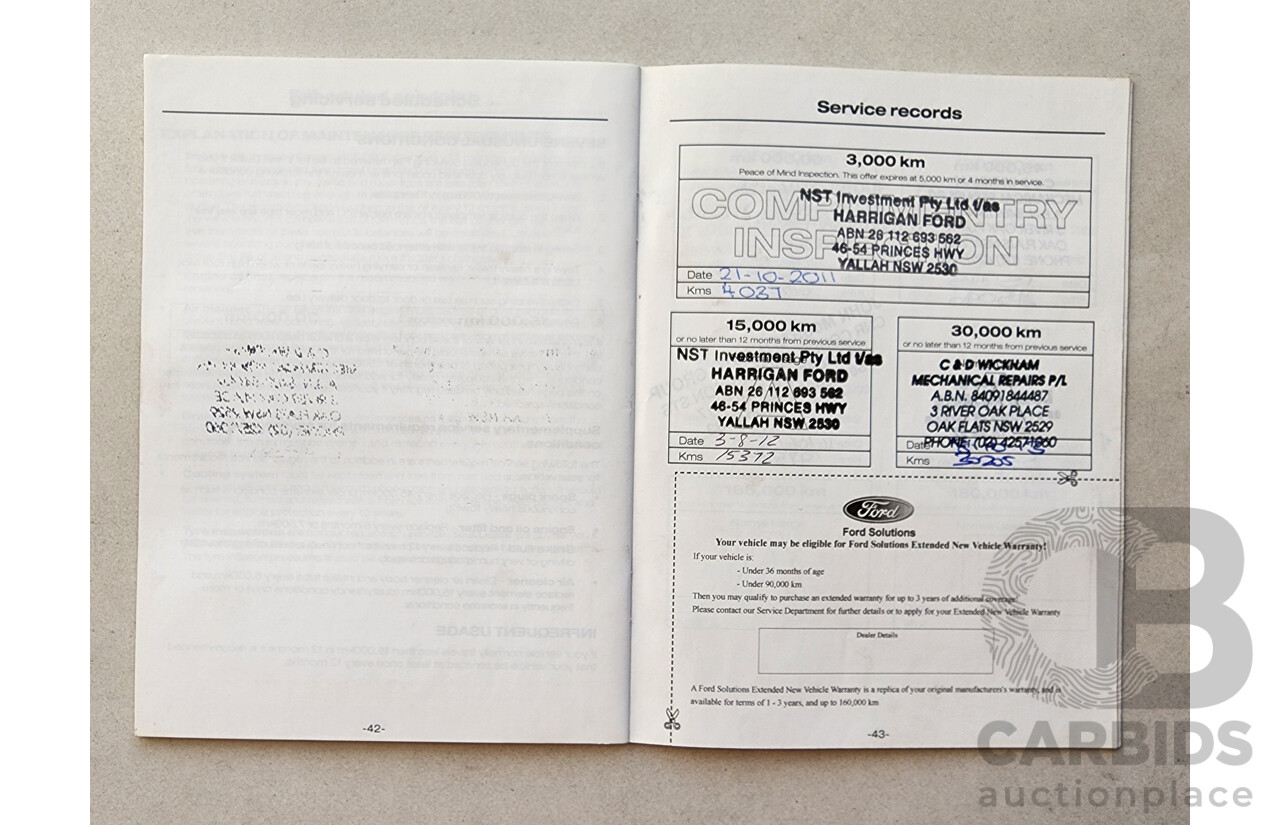 -42-
Service records
3,000 km
Peace of Mind Inspection. This offer expires at 5,000 km or 4 months in service.
COMPLIMENTRY
INSPECTION
NST Investment Pty Ltd t/as
HARRIGAN FORD
ABN 26 112 693 562
46-54 PRINCES HWY
YALLAH NSW 2530
Date 21-10-2011
Kms 4037
15,000 km
or no later than 12 months from previous service
NST Investment Pty Ltd t/as
HARRIGAN FORD
ABN 26 112 693 562
46-54 PRINCES HWY
YALLAH NSW 2530
Date 3-8-12
Kms 15372
30,000 km
or no later than 12 months from previous service
C & D WICKHAM
MECHANICAL REPAIRS P/L
A.B.N. 84091844487
3 RIVER OAK PLACE
OAK FLATS NSW 2529
PHONE: (02) 42571960
Date
Kms
Ford
Ford Solutions
Your vehicle may be eligible for Ford Solutions Extended New Vehicle Warranty!
If your vehicle is:
- Under 36 months of age
- Under 90,000 km
Then you may qualify to purchase an extended warranty for up to 3 years of additional coverage!
Please contact our Service Department for further details or to apply for your Extended New Vehicle Warranty
Dealer Details
A Ford Solutions Extended New Vehicle Warranty is a replica of your original manufacturers's warranty, and is
available for terms of 1 - 3 years, and up to 160,000 km
-43-
CARBIDS
auctionplace